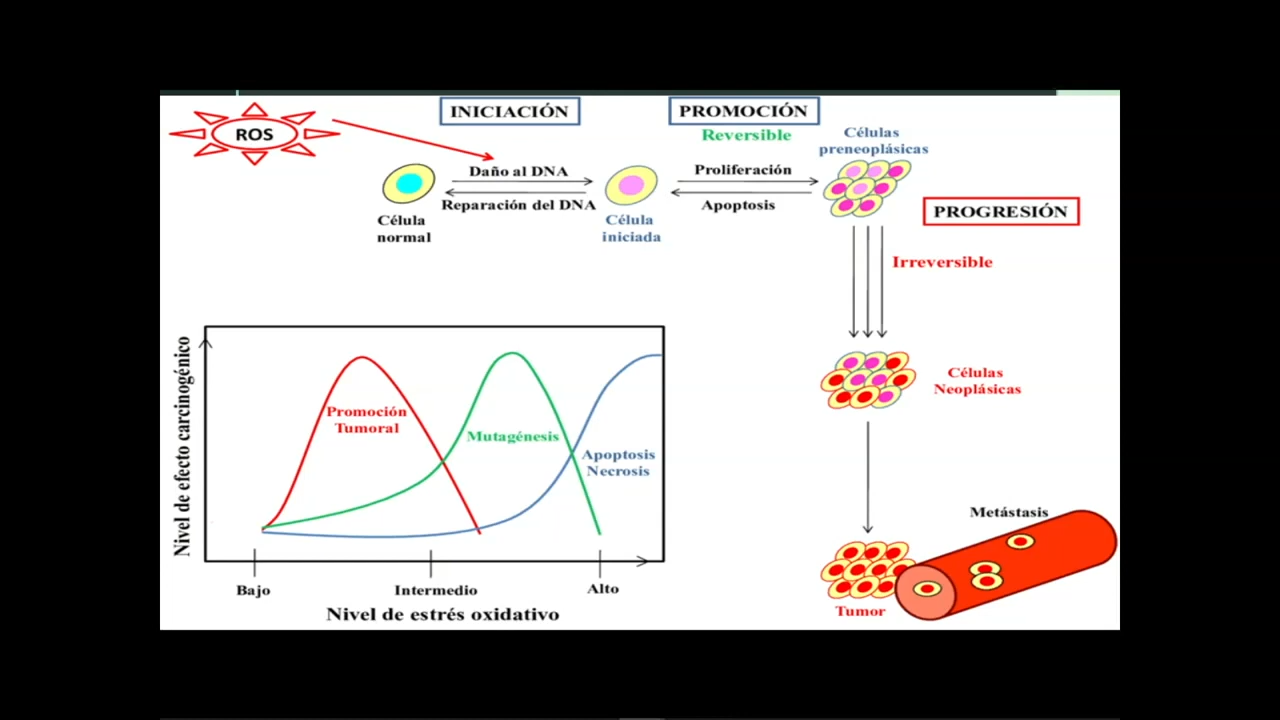 ROS
INICIACIÓN
PROMOCIÓN
Reversible
Células
preneoplásicas
Daño al DNA
Reparación del DNA
Célula
normal
Célula
iniciada
Proliferación
Apoptosis
PROGRESIÓN
Irreversible
Células
Neoplásicas
Metástasis
Tumor
Nivel de efecto carcinogénico
Promoción
Tumoral
Mutagénesis
Apoptosis
Necrosis
Bajo
Intermedio
Alto
Nivel de estrés oxidativo